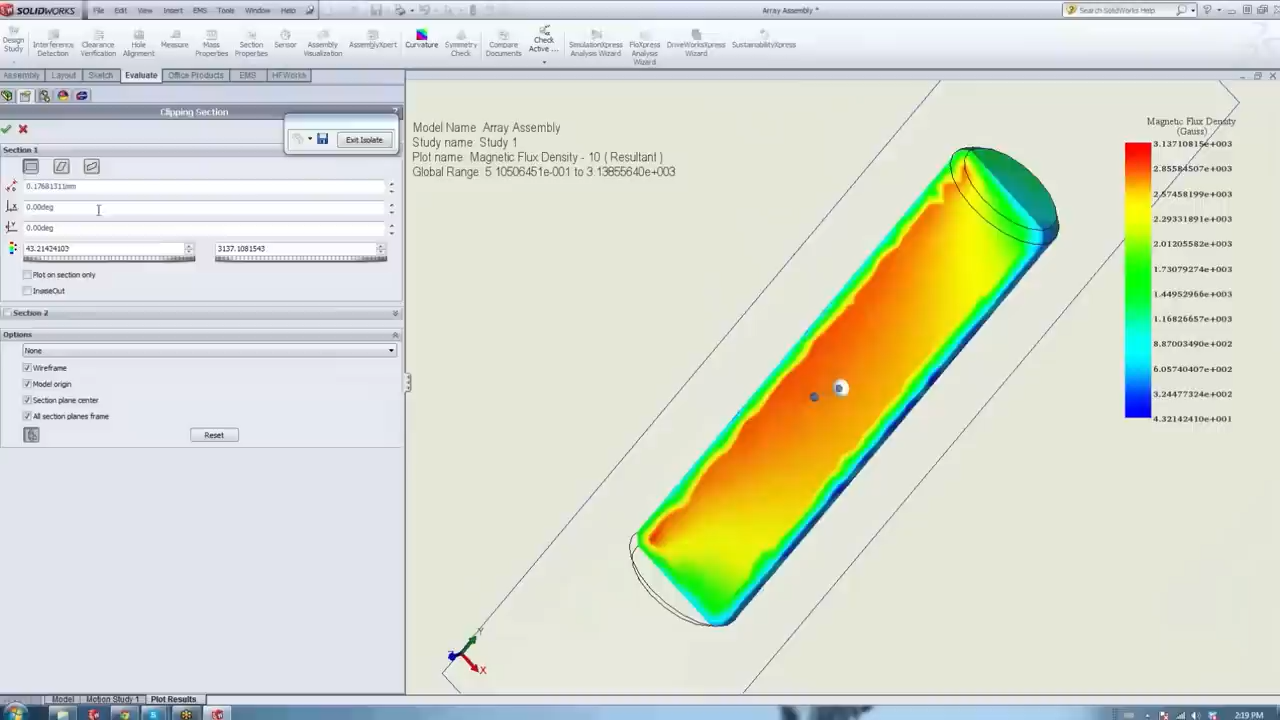 SOLIDWORKS File Edit View Insert EMS Tools Window Help Array Assembly * Search SolidWorks Help
Design Study
Interference Detection
Clearance Verification
Hole Alignment
Measure
Mass Properties
Section Properties
Sensor
Assembly Visualization
AssemblyXpert
Curvature
Symmetry Check
Compare Documents
Check Active ...
SimulationXpress Analysis Wizard
FloXpress Analysis Wizard
DriveWorksXpress Wizard
SustainabilityXpress
Assembly Layout Sketch Evaluate Office Products EMS HFWorks
Clipping Section ?
Exit Isolate
Section 1
0.17681311mm
0.00deg
0.00deg
43.21424103 3137.1081543
Plot on section only
InsideOut
Section 2
Options
None
Wireframe
Model origin
Section plane center
All section planes frame
Reset
Model Name Array Assembly
Study name Study 1
Plot name Magnetic Flux Density - 10 ( Resultant )
Global Range 5 10506451e-001 to 3 13855640e+003
Magnetic Flux Density
(Gauss)
3.13710815e+003
2.85584507e+003
2.57458199e+003
2.29331891e+003
2.01205582e+003
1.73079274e+003
1.44952966e+003
1.16826657e+003
8.87003490e+002
6.05740407e+002
3.24477324e+002
4.32142410e+001
Y
Z
X
Model Motion Study 1 Plot Results
2:19 PM